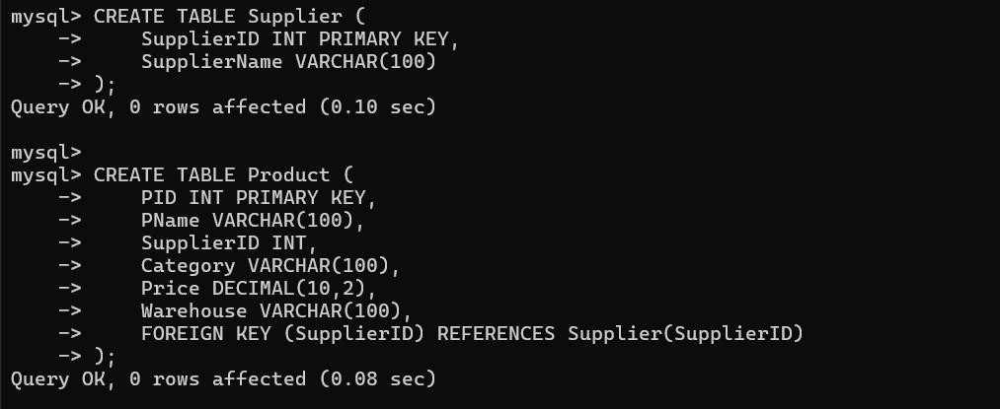 mysql> CREATE TABLE Supplier (
    ->     SupplierID INT PRIMARY KEY,
    ->     SupplierName VARCHAR(100)
    -> );
Query OK, 0 rows affected (0.10 sec)

mysql>
mysql> CREATE TABLE Product (
    ->     PID INT PRIMARY KEY,
    ->     PName VARCHAR(100),
    ->     SupplierID INT,
    ->     Category VARCHAR(100),
    ->     Price DECIMAL(10,2),
    ->     Warehouse VARCHAR(100),
    ->     FOREIGN KEY (SupplierID) REFERENCES Supplier(SupplierID)
    -> );
Query OK, 0 rows affected (0.08 sec)